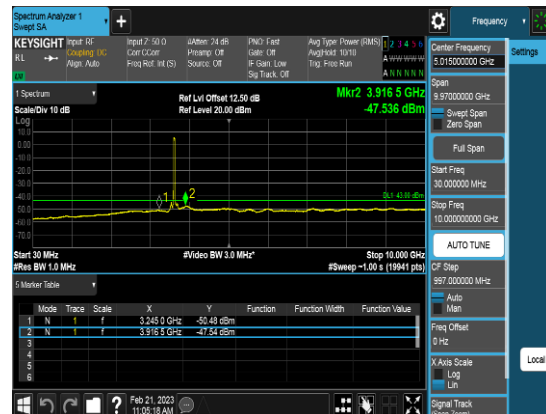 Spectrum Analyzer 1
Swept SA
Frequency
KEYSIGHT
RL
Input: RF
Coupling: DC
Align: Auto
Input Z: 50 Ω
Corr CCorr
Freq Ref: Int (S)
#Atten: 24 dB
Preamp: Off
Source: Off
PNO: Fast
Gate: Off
IF Gain: Low
Sig Track: Off
Avg Type: Power (RMS)
Avg|Hold: 10/10
Trig: Free Run
1 2 3 4 5 6
A W W W W W
A N N N N N
1 Spectrum
Scale/Div 10 dB
Ref Lvl Offset 12.50 dB
Ref Level 20.00 dBm
Mkr2 3.916 5 GHz
-47.536 dBm
Log
10.0
0.00
-10.0
-20.0
-30.0
-40.0
-50.0
-60.0
-70.0
1
2
Start 30 MHz
#Res BW 1.0 MHz
#Video BW 3.0 MHz*
Stop 10.000 GHz
#Sweep ~1.00 s (19941 pts)
5 Marker Table
Mode Trace Scale X Y Function Function Width Function Value
1 N 1 f 3.245 0 GHz -50.48 dBm
2 N 1 f 3.916 5 GHz -47.54 dBm
3
4
5
6
Feb 21, 2023
11:05:18 AM
Center Frequency
5.015000000 GHz
Span
9.97000000 GHz
Swept Span
Zero Span
Full Span
Start Freq
30.000000 MHz
Stop Freq
10.000000000 GHz
AUTO TUNE
CF Step
997.000000 MHz
Auto
Man
Freq Offset
0 Hz
X Axis Scale
Log
Lin
Signal Track
(Span Zoom)
Settings
Local